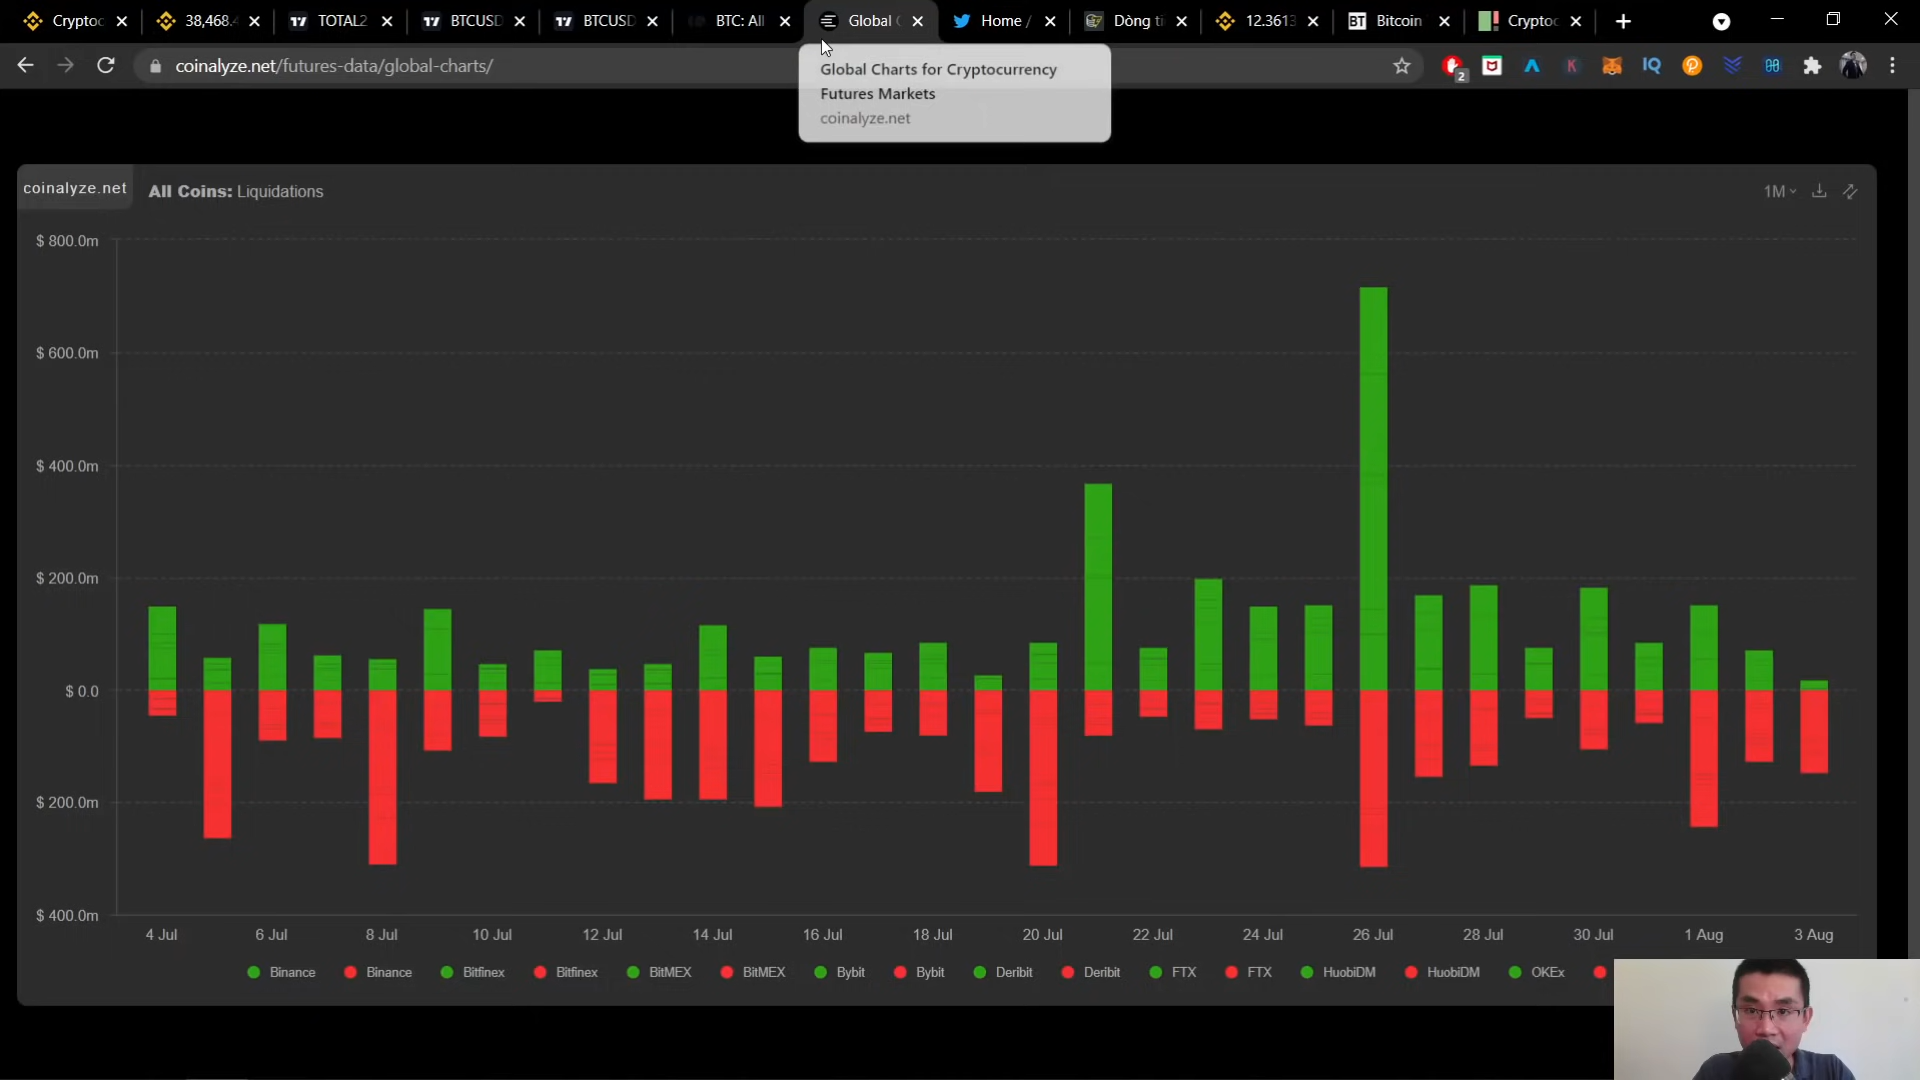 Cryptoc
38,468.
TOTAL2
BTCUSD
BTCUSD
BTC: All
Global C
Home /
Dòng ti
12.3613
Bitcoin
Cryptoc
coinalyze.net/futures-data/global-charts/
2
IQ
Global Charts for Cryptocurrency
Futures Markets
coinalyze.net
coinalyze.net
All Coins: Liquidations
1M
$ 800.0m
$ 600.0m
$ 400.0m
$ 200.0m
$ 0.0
$ 200.0m
$ 400.0m
4 Jul 6 Jul 8 Jul 10 Jul 12 Jul 14 Jul 16 Jul 18 Jul 20 Jul 22 Jul 24 Jul 26 Jul 28 Jul 30 Jul 1 Aug 3 Aug
Binance Binance Bitfinex Bitfinex BitMEX BitMEX Bybit Bybit Deribit Deribit FTX FTX HuobiDM HuobiDM OKEx